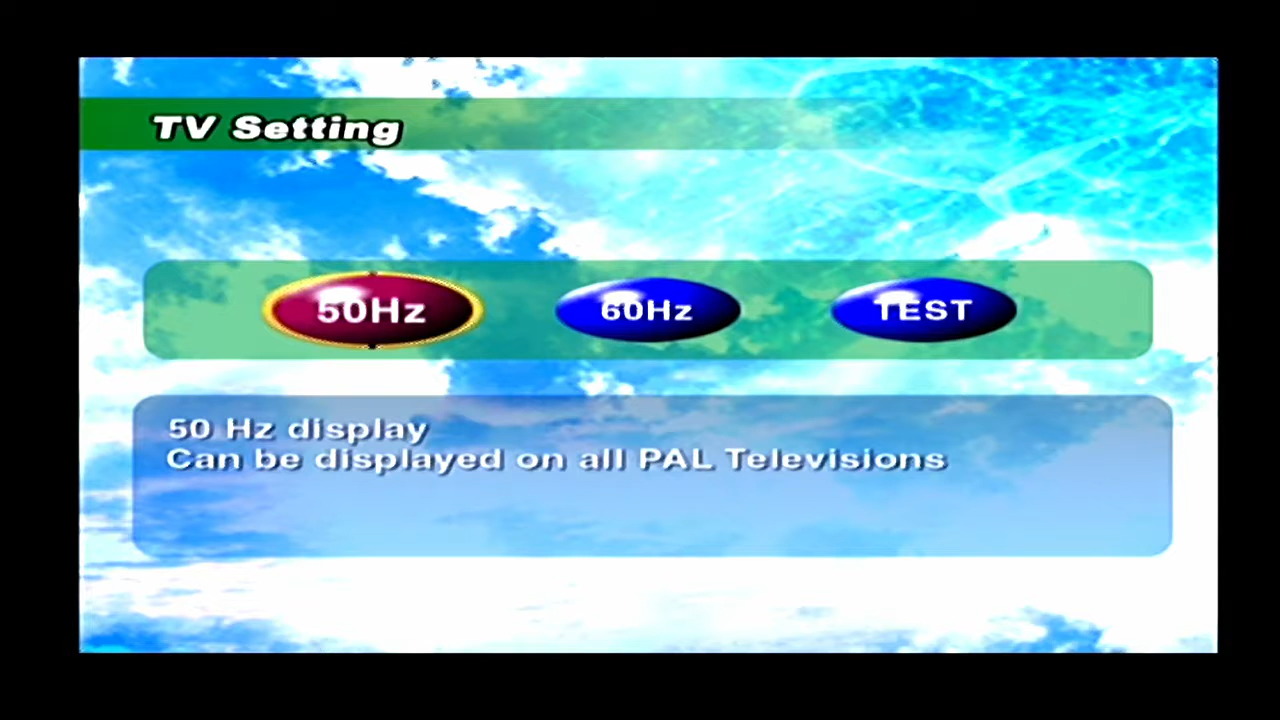 TV Setting
50Hz 60Hz TEST
50 Hz display
Can be displayed on all PAL Televisions